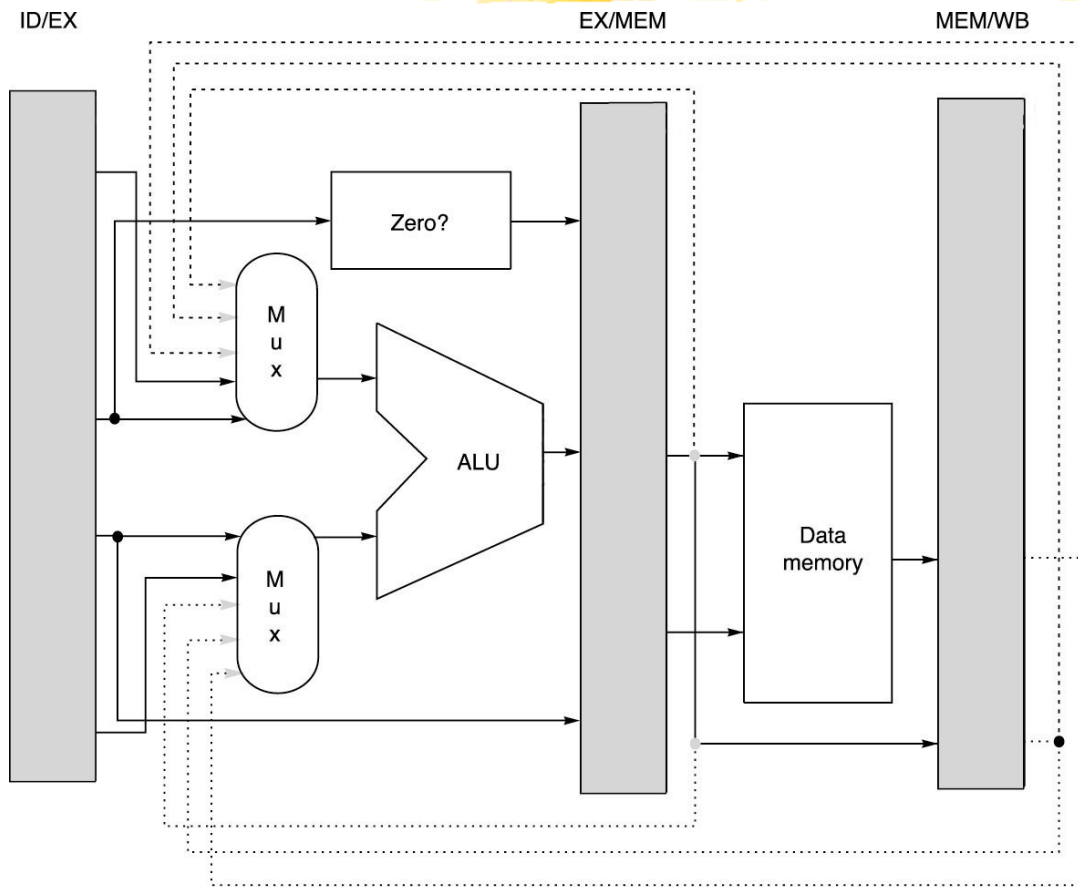 ID/EX
EX/MEM
MEM/WB
Zero?
M
u
x
ALU
M
u
x
Data
memory